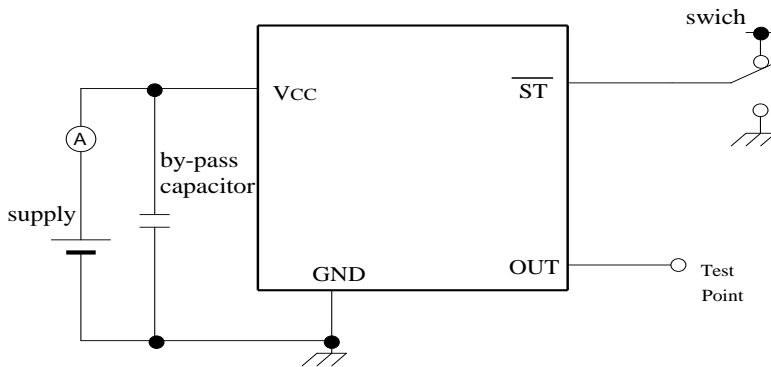 swich
VCC
ST
A
by-pass
capacitor
supply
GND
OUT
Test
Point